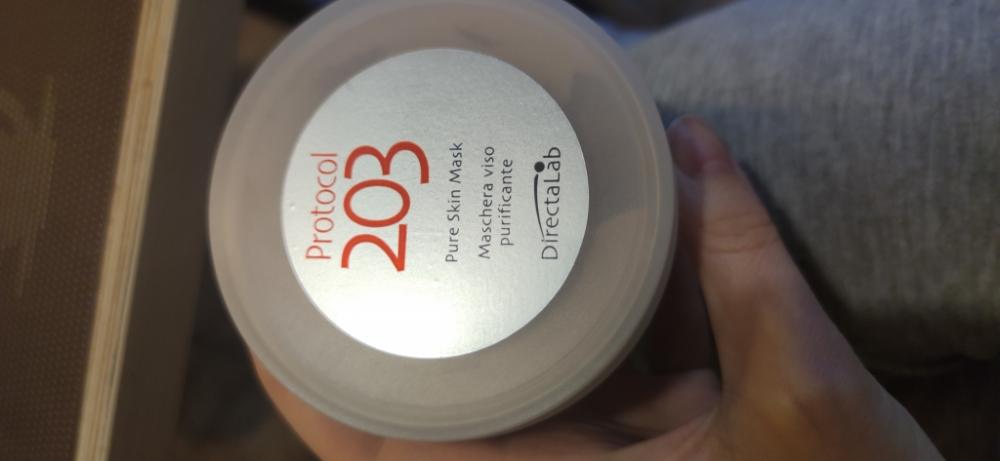 Protocol
203
Pure Skin Mask
Maschera viso
purificante
DirectaLab